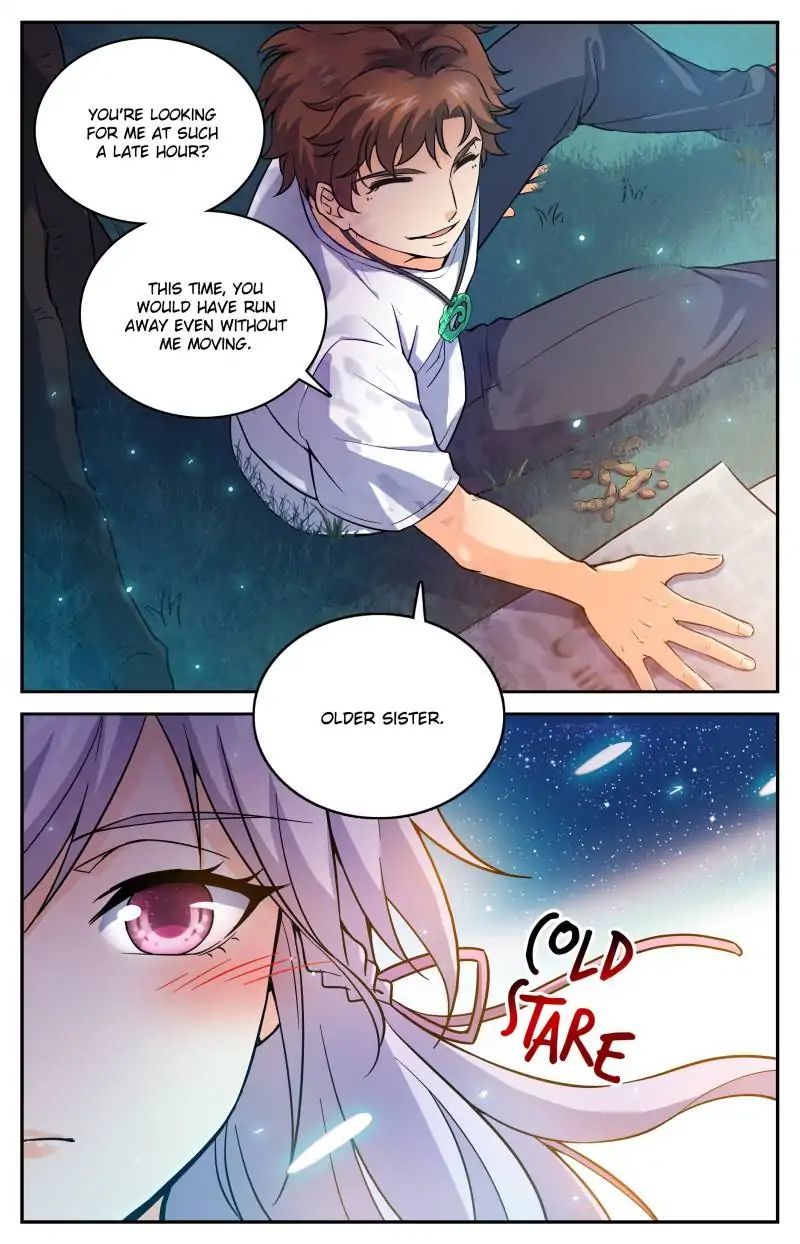 YOU'RE LOOKING
FOR ME AT SUCH
A LATE HOUR?
THIS TIME, YOU
WOULD HAVE RUN
AWAY EVEN WITHOUT
ME MOVING.
OLDER SISTER.
COLD
STARE